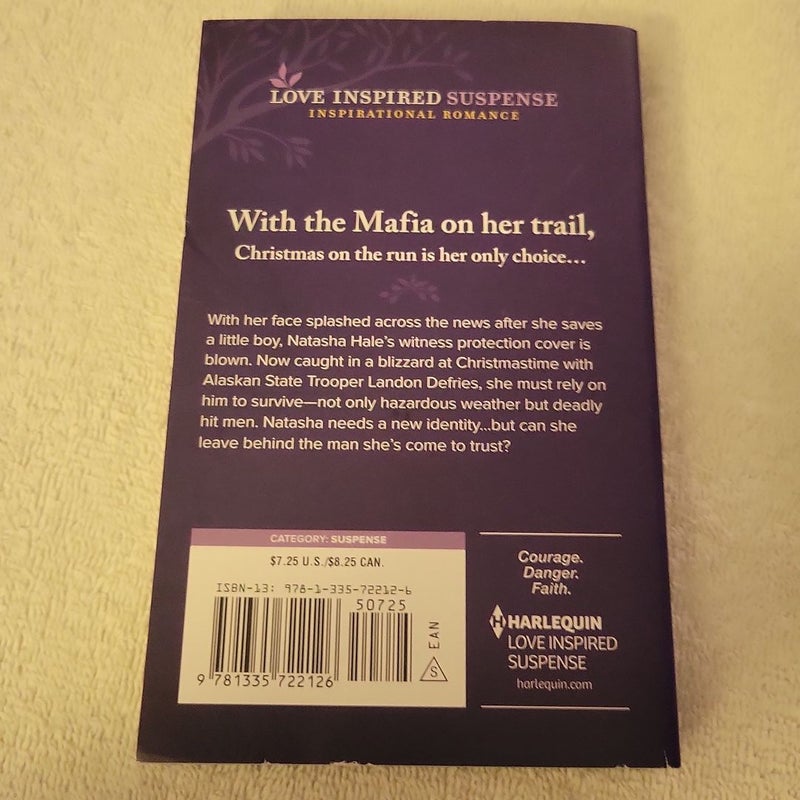 LOVE INSPIRED SUSPENSE
INSPIRATIONAL ROMANCE
With the Mafia on her trail,
Christmas on the run is her only choice...
With her face splashed across the news after she saves
a little boy, Natasha Hale's witness protection cover is
blown. Now caught in a blizzard at Christmastime with
Alaskan State Trooper Landon Defries, she must rely on
him to survive—not only hazardous weather but deadly
hit men. Natasha needs a new identity...but can she
leave behind the man she's come to trust?
CATEGORY: SUSPENSE
$7.25 U.S./$8.25 CAN.
ISBN-13: 978-1-335-72212-6
50725
9 781335 722126
EAN
S
Courage.
Danger.
Faith.
H HARLEQUIN
LOVE INSPIRED
SUSPENSE
harlequin.com